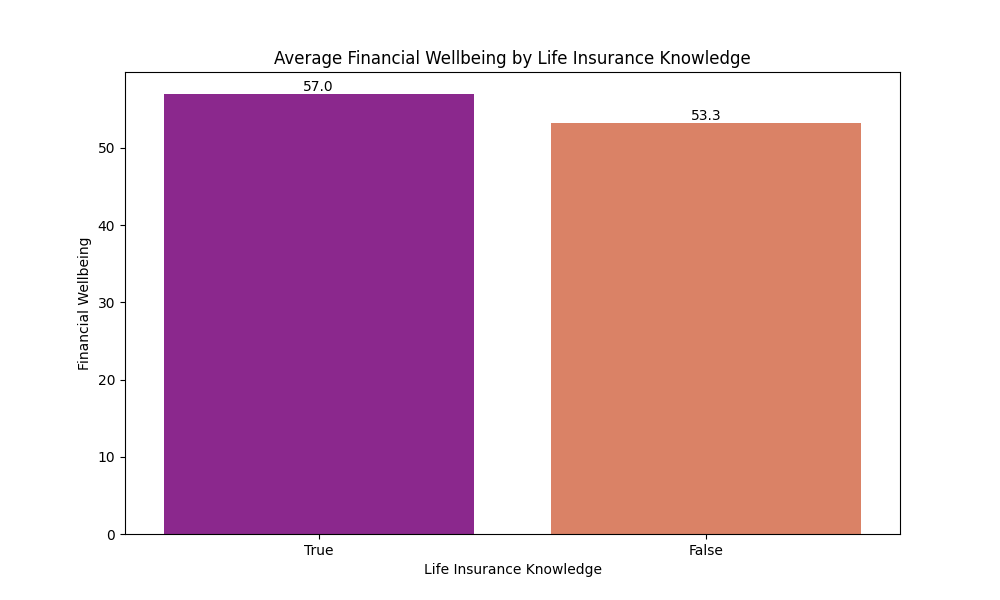 Average Financial Wellbeing by Life Insurance Knowledge
57.0
53.3
50
40
30
20
10
0
Financial Wellbeing
True
False
Life Insurance Knowledge